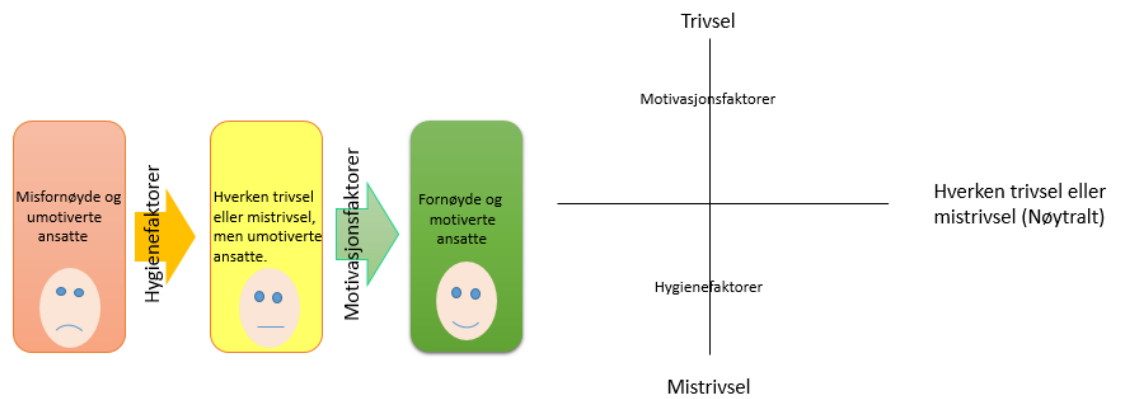 Misfornøyde og
umotiverte
ansatte
Hygienefaktorer
Hverken trivsel
eller mistrivsel,
men umotiverte
ansatte.
Motivasjonsfaktorer
Fornøyde og
motiverte
ansatte
Trivsel
Motivasjonsfaktorer
Hverken trivsel eller
mistrivsel (Nøytralt)
Hygienefaktorer
Mistrivsel